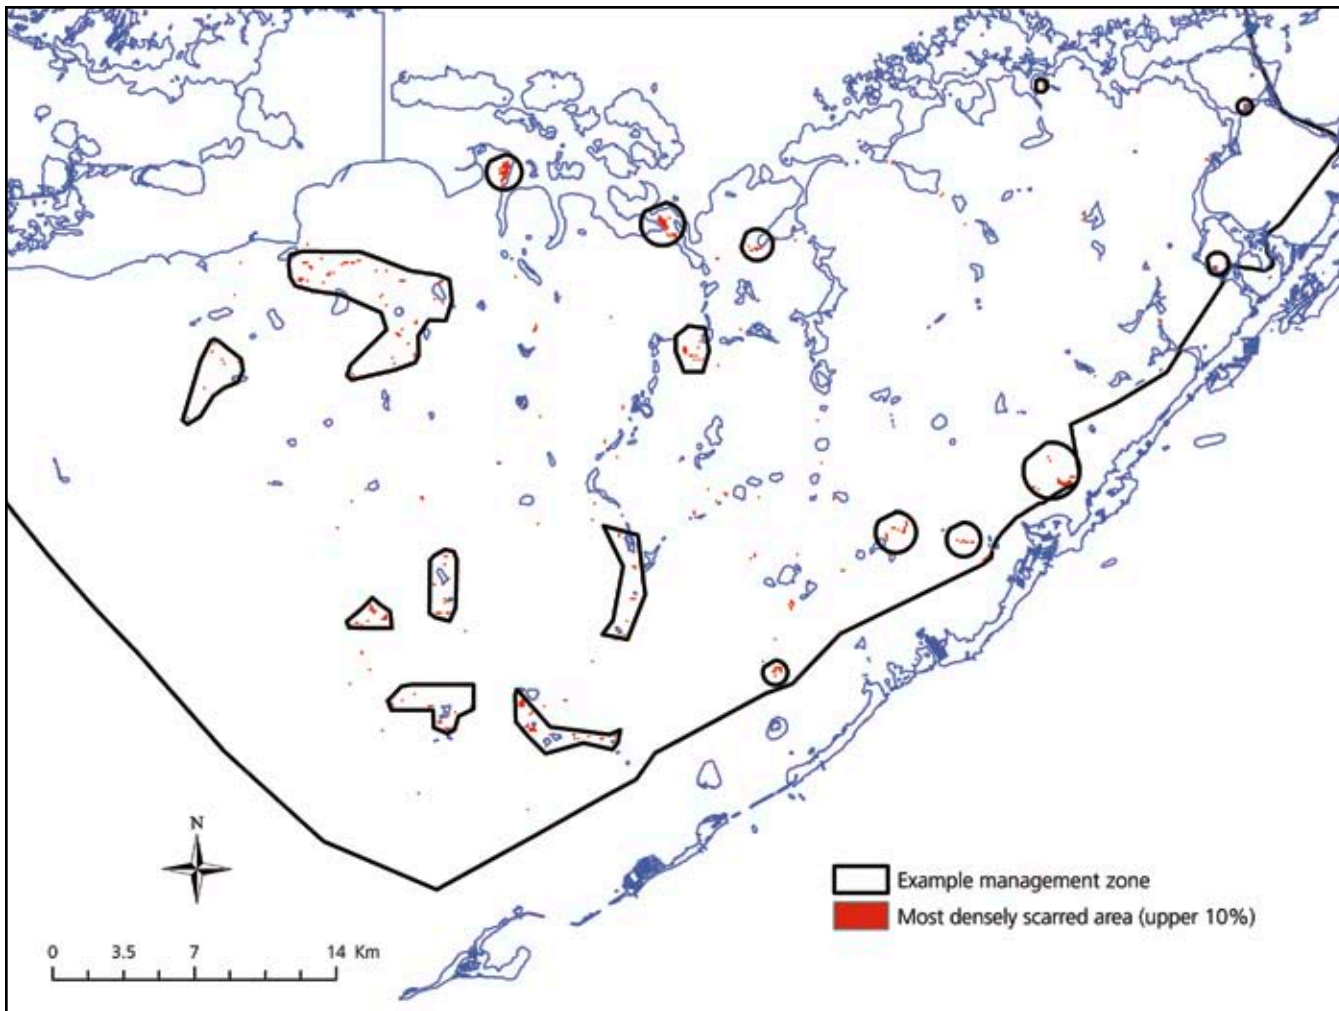 N
Example management zone
Most densely scarred area (upper 10%)
0 3.5 7 14 Km